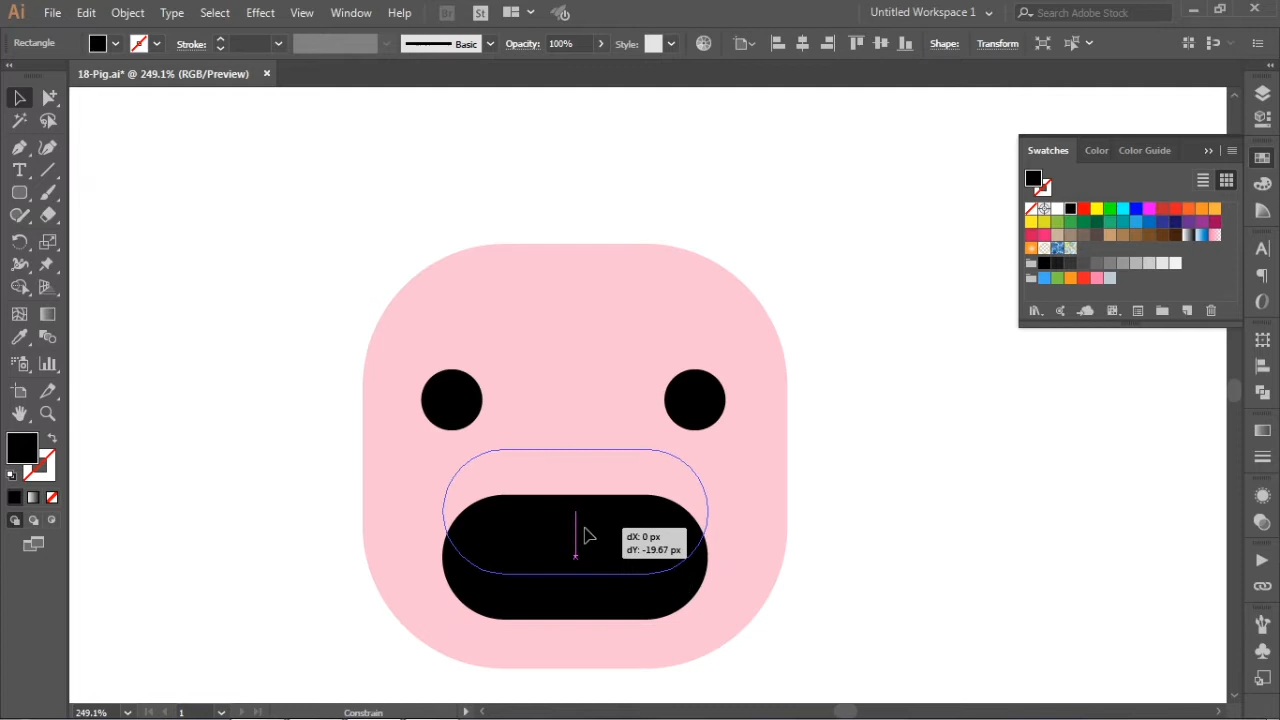 Ai File Edit Object Type Select Effect View Window Help Br St Untitled Workspace 1 Search Adobe Stock
Rectangle Stroke: Basic Opacity: 100% Style: Shape: Transform
18-Pig.ai* @ 249.1% (RGB/Preview) ×
Swatches Color Color Guide
dX: 0 px
dY: -19.67 px
249.1% 1 Constrain